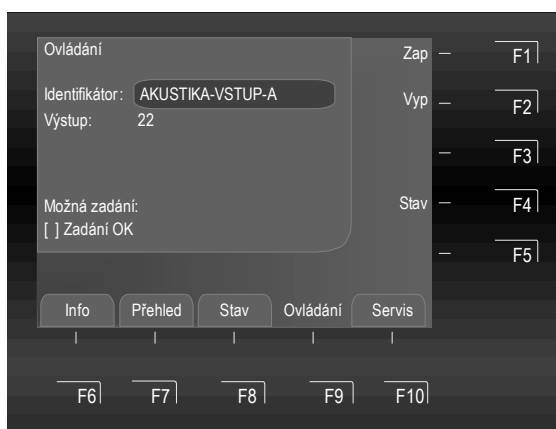 Ovládání
Zap – F1
Identifikátor: AKUSTIKA-VSTUP-A
Vyp – F2
Výstup: 22
– F3
Možná zadání:
Stav – F4
[ ] Zadání OK
– F5
Info Přehled Stav Ovládání Servis
F6 F7 F8 F9 F10